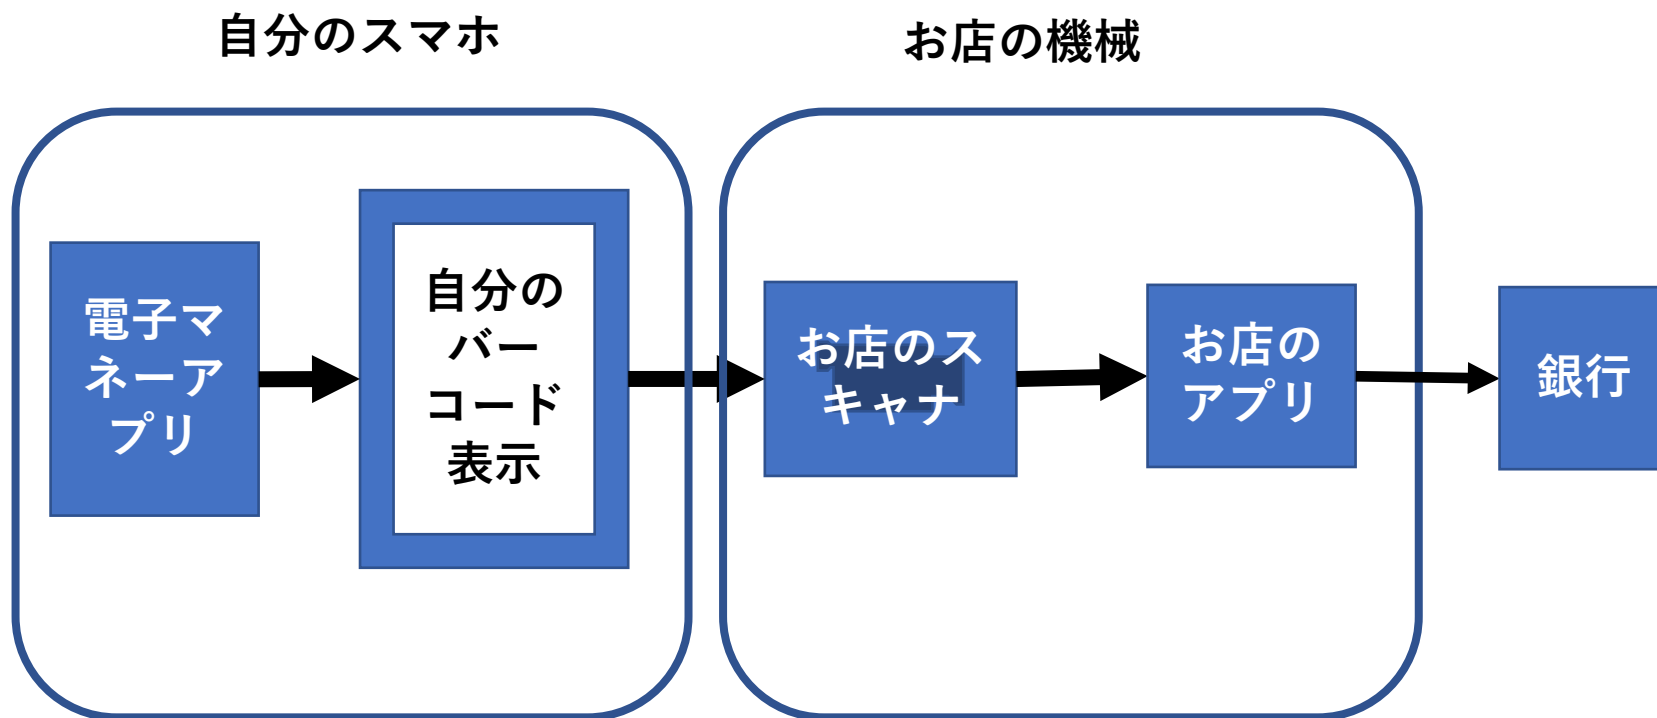 自分のスマホ
お店の機械
電子マ
ネーア
プリ
自分の
バー
コード
表示
お店のス
キャナ
お店の
アプリ
銀行